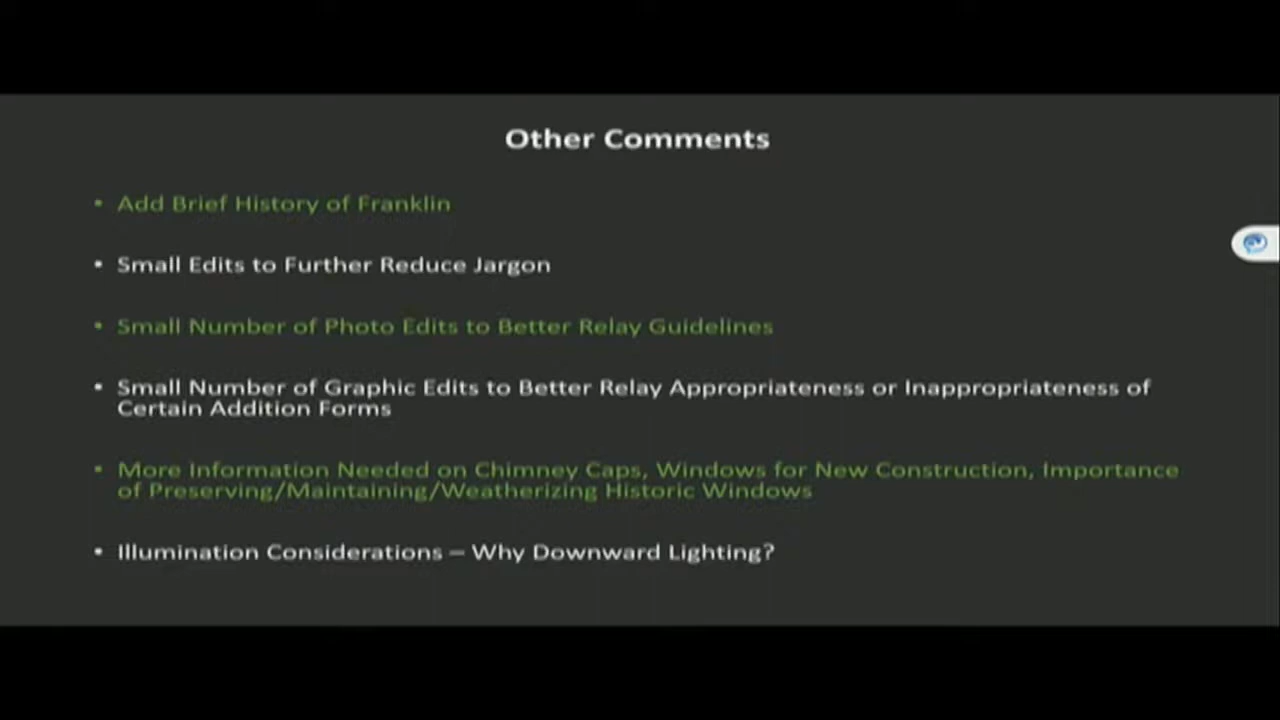 Other Comments
• Add Brief History of Franklin
• Small Edits to Further Reduce Jargon
• Small Number of Photo Edits to Better Relay Guidelines
• Small Number of Graphic Edits to Better Relay Appropriateness or Inappropriateness of
Certain Addition Forms
• More Information Needed on Chimney Caps, Windows for New Construction, Importance
of Preserving/Maintaining/Weatherizing Historic Windows
• Illumination Considerations – Why Downward Lighting?